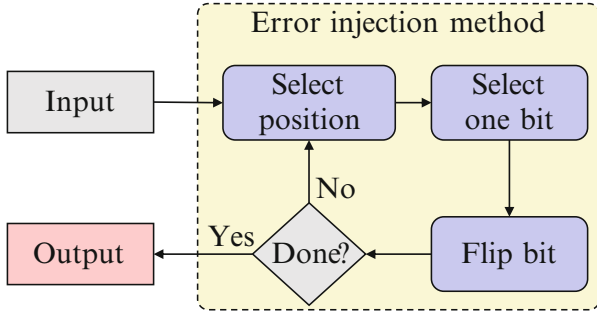 Error injection method
Input
Select
position
Select
one bit
No
Yes
Output
Done?
Flip bit